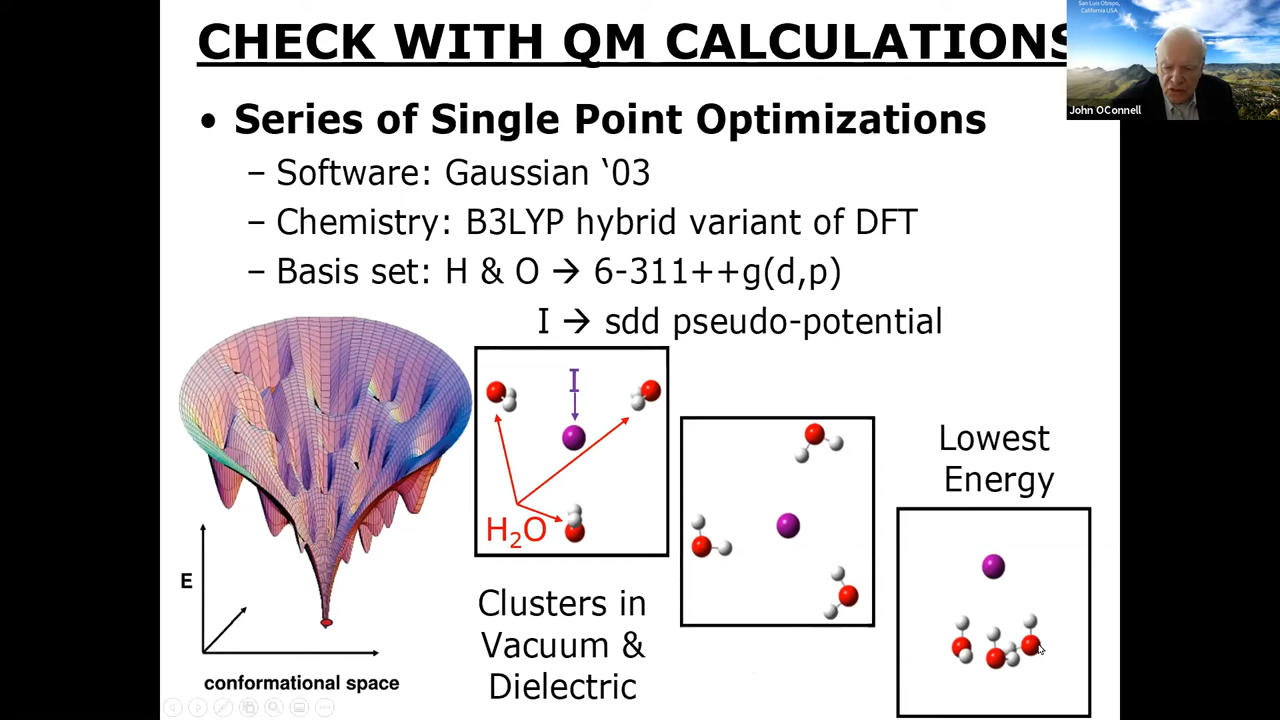 CHECK WITH QM CALCULATIONS
San Luis Obispo,
California USA
John OConnell
• Series of Single Point Optimizations
– Software: Gaussian ‘03
– Chemistry: B3LYP hybrid variant of DFT
– Basis set: H & O → 6-311++g(d,p)
I → sdd pseudo-potential
I
H₂O
Lowest
Energy
E
conformational space
Clusters in
Vacuum &
Dielectric